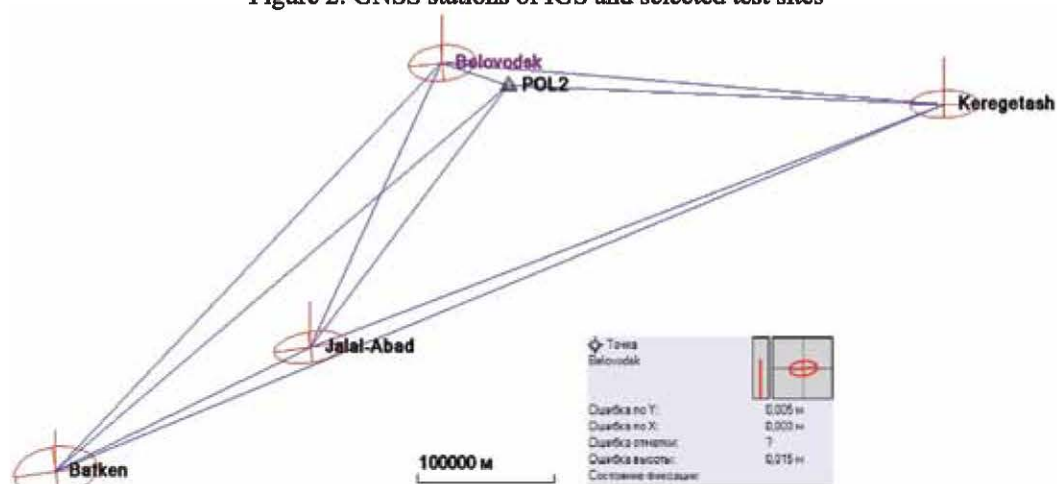 Figure 2. GNSS stations of IGS and selected test sites
Belovodsk
POL2
Keregetash
Jalal-Abad
Batken
100000 м
Точка
Belovodsk
Ошибка по Y: 0,005 м
Ошибка по X: 0,003 м
Ошибка отметки: ?
Ошибка высоты: 0,015 м
Состояние фиксации: